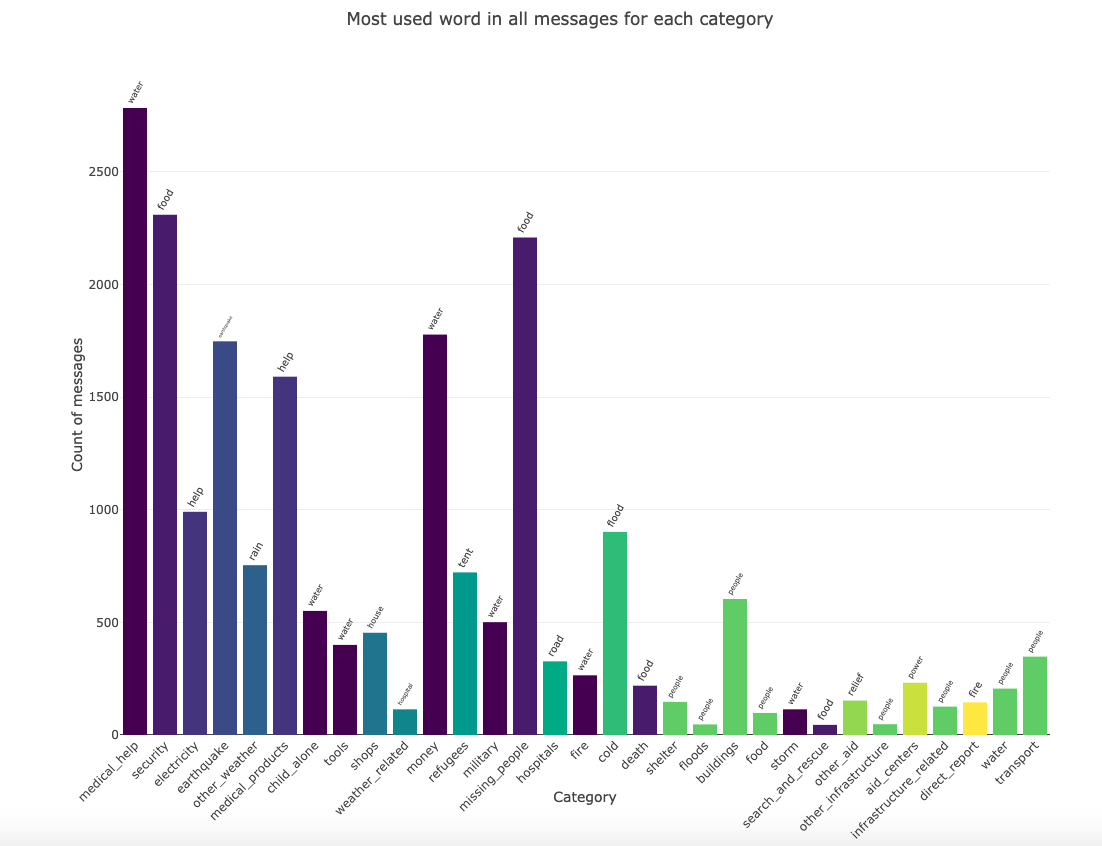 Most used word in all messages for each category
Count of messages
2500
2000
1500
1000
500
0
water
food
help
earthquake
rain
help
water
water
house
hospital
water
tent
water
food
road
water
flood
food
people
people
people
people
water
food
relief
people
power
people
fire
people
people
medical_help
security
electricity
earthquake
other_weather
medical_products
child_alone
tools
shops
weather_related
money
refugees
military
missing_people
hospitals
fire
cold
death
shelter
floods
buildings
food
storm
search_and_rescue
other_aid
other_infrastructure
aid_centers
infrastructure_related
direct_report
water
transport
Category